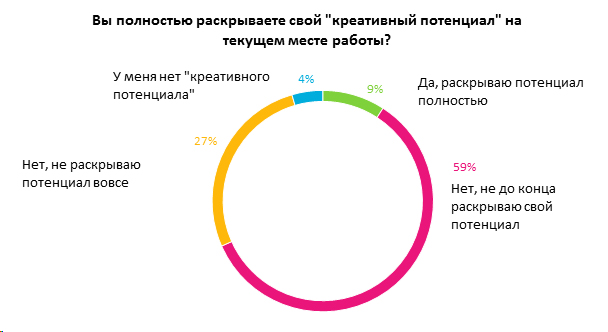 Вы полностью раскрываете свой "креативный потенциал" на
текущем месте работы?
У меня нет "креативного
потенциала"
4%
9%
Да, раскрываю потенциал
полностью
27%
Нет, не раскрываю
потенциал вовсе
59%
Нет, не до конца
раскрываю свой
потенциал